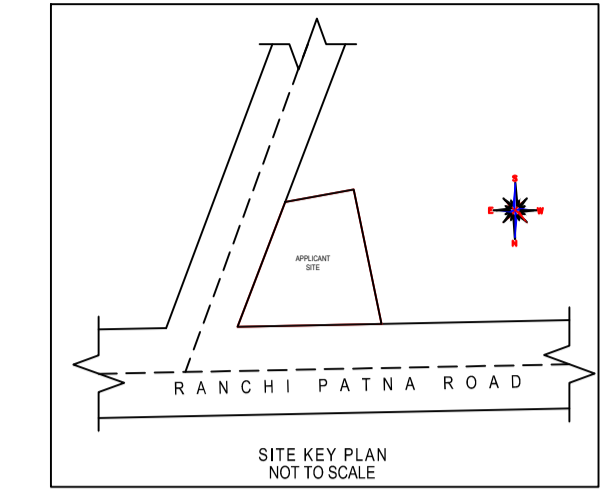 S
E W
N
APPLICANT
SITE
RANCHI PATNA ROAD
SITE KEY PLAN
NOT TO SCALE